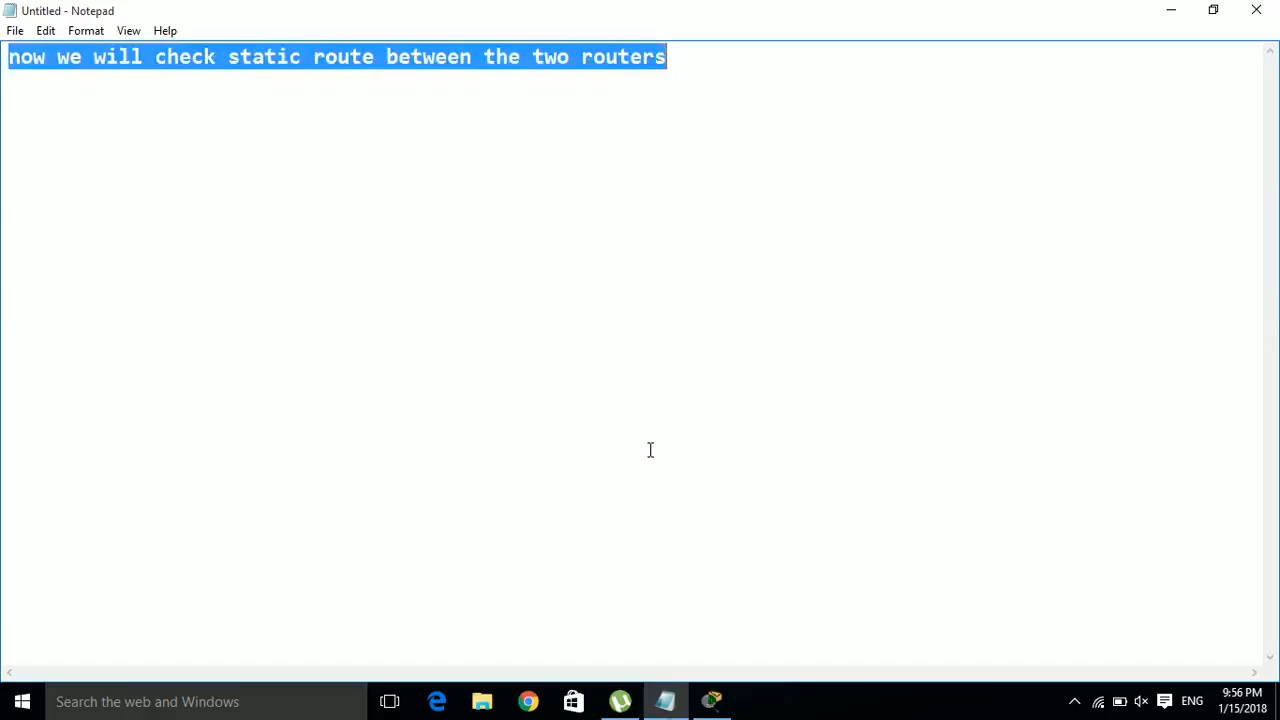 Untitled - Notepad
File Edit Format View Help
now we will check static route between the two routers
Search the web and Windows
ENG
9:56 PM
1/15/2018